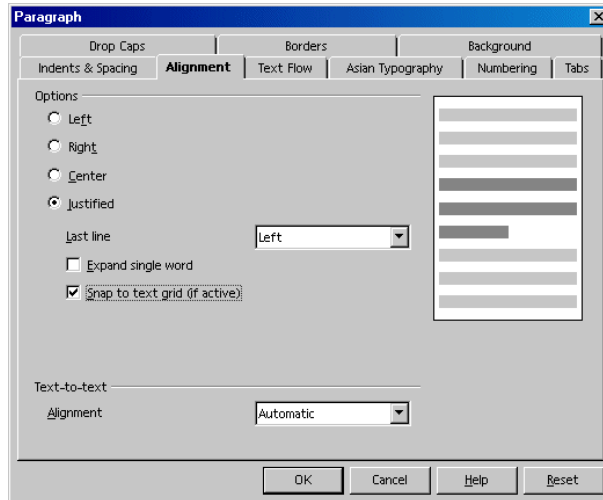 Paragraph
Drop Caps Borders Background
Indents & Spacing Alignment Text Flow Asian Typography Numbering Tabs
Options
Left
Right
Center
Justified
Last line Left
Expand single word
Snap to text grid (if active)
Text-to-text
Alignment Automatic
OK Cancel Help Reset